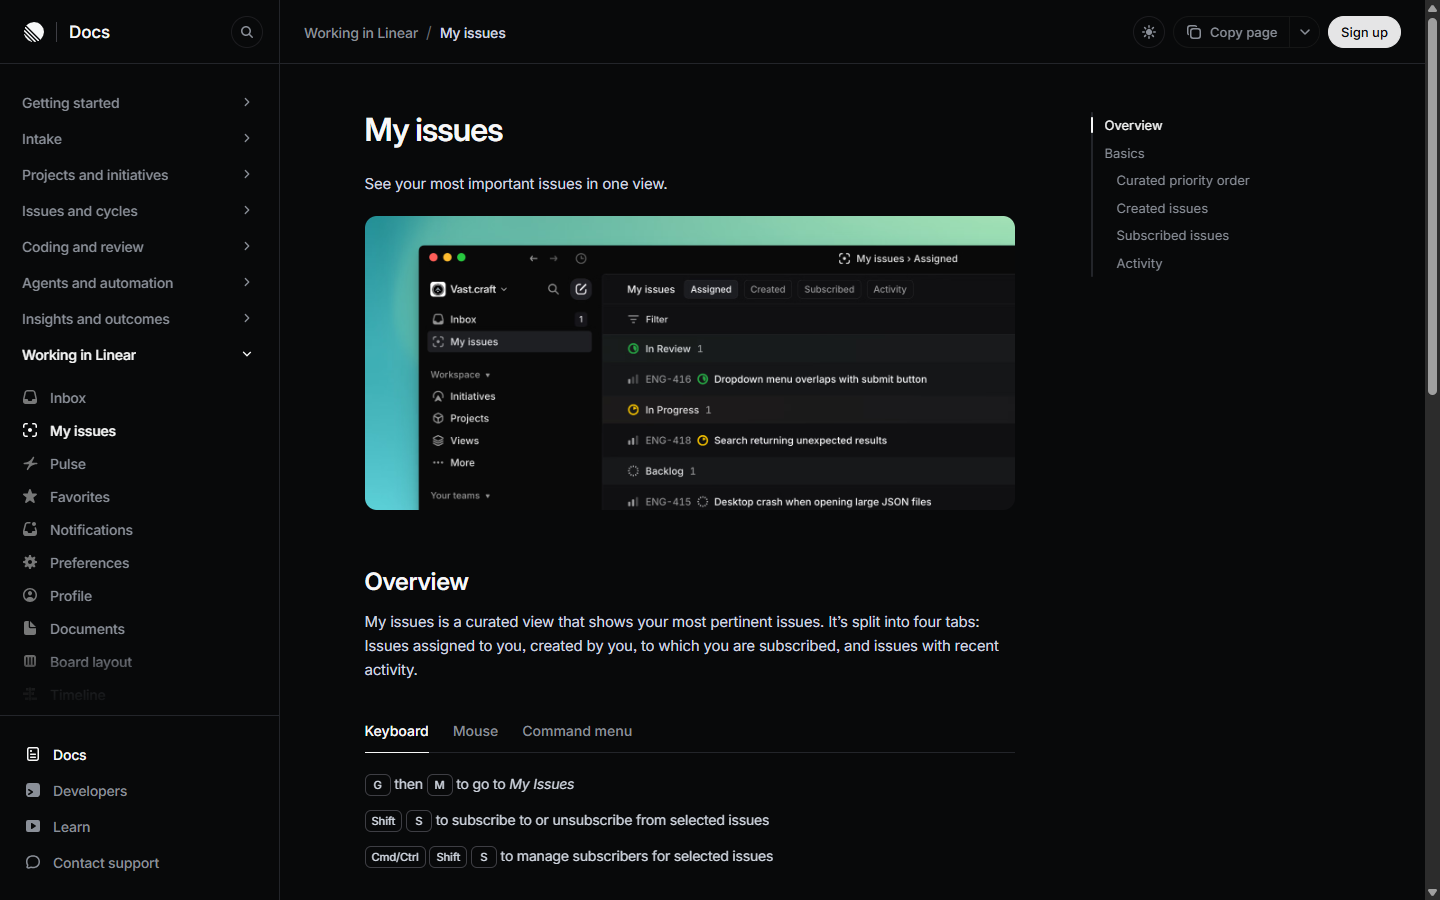 Docs
Working in Linear / My issues
Copy page
Sign up
Getting started
Intake
Projects and initiatives
Issues and cycles
Coding and review
Agents and automation
Insights and outcomes
Working in Linear
Inbox
My issues
Pulse
Favorites
Notifications
Preferences
Profile
Documents
Board layout
Timeline
Docs
Developers
Learn
Contact support
My issues
See your most important issues in one view.
My issues › Assigned
Vast.craft
Inbox 1
My issues
Workspace
Initiatives
Projects
Views
More
Your teams
My issues Assigned Created Subscribed Activity
Filter
In Review 1
ENG-416 Dropdown menu overlaps with submit button
In Progress 1
ENG-418 Search returning unexpected results
Backlog 1
ENG-415 Desktop crash when opening large JSON files
Overview
My issues is a curated view that shows your most pertinent issues. It’s split into four tabs:
Issues assigned to you, created by you, to which you are subscribed, and issues with recent
activity.
Keyboard Mouse Command menu
G then M to go to My Issues
Shift S to subscribe to or unsubscribe from selected issues
Cmd/Ctrl Shift S to manage subscribers for selected issues
Overview
Basics
Curated priority order
Created issues
Subscribed issues
Activity